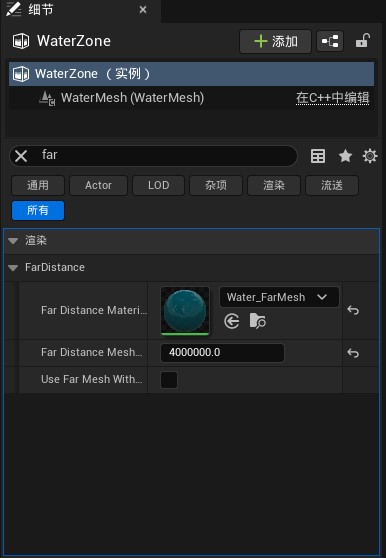 细节
WaterZone
添加
WaterZone（实例）
WaterMesh (WaterMesh)
在C++中编辑
far
通用
Actor
LOD
杂项
渲染
流送
所有
渲染
FarDistance
Far Distance Materi...
Water_FarMesh
Far Distance Mesh...
4000000.0
Use Far Mesh With...